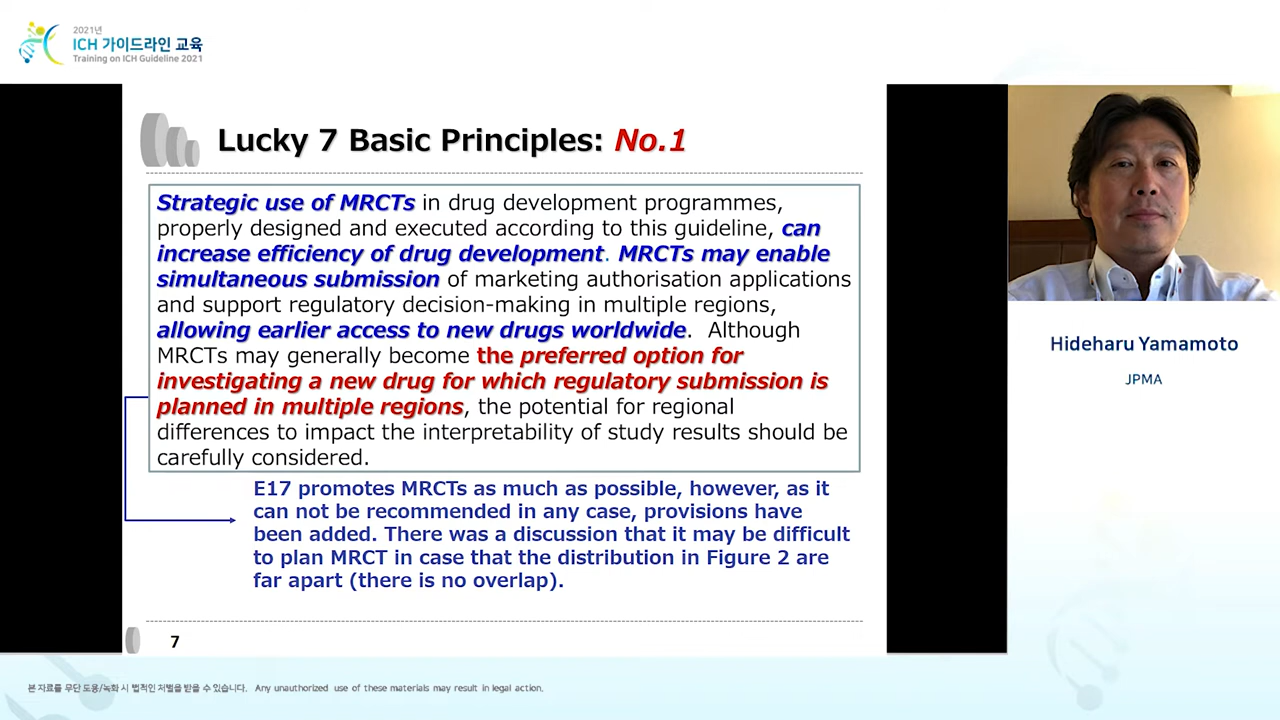 2021년
ICH 가이드라인 교육
Training on ICH Guideline 2021
Lucky 7 Basic Principles: No.1
Strategic use of MRCTs in drug development programmes,
properly designed and executed according to this guideline, can
increase efficiency of drug development. MRCTs may enable
simultaneous submission of marketing authorisation applications
and support regulatory decision-making in multiple regions,
allowing earlier access to new drugs worldwide. Although
MRCTs may generally become the preferred option for
investigating a new drug for which regulatory submission is
planned in multiple regions, the potential for regional
differences to impact the interpretability of study results should be
carefully considered.
E17 promotes MRCTs as much as possible, however, as it
can not be recommended in any case, provisions have
been added. There was a discussion that it may be difficult
to plan MRCT in case that the distribution in Figure 2 are
far apart (there is no overlap).
7
Hideharu Yamamoto
JPMA
본 자료를 무단 도용/녹화 시 법적인 처벌을 받을 수 있습니다. Any unauthorized use of these materials may result in legal action.